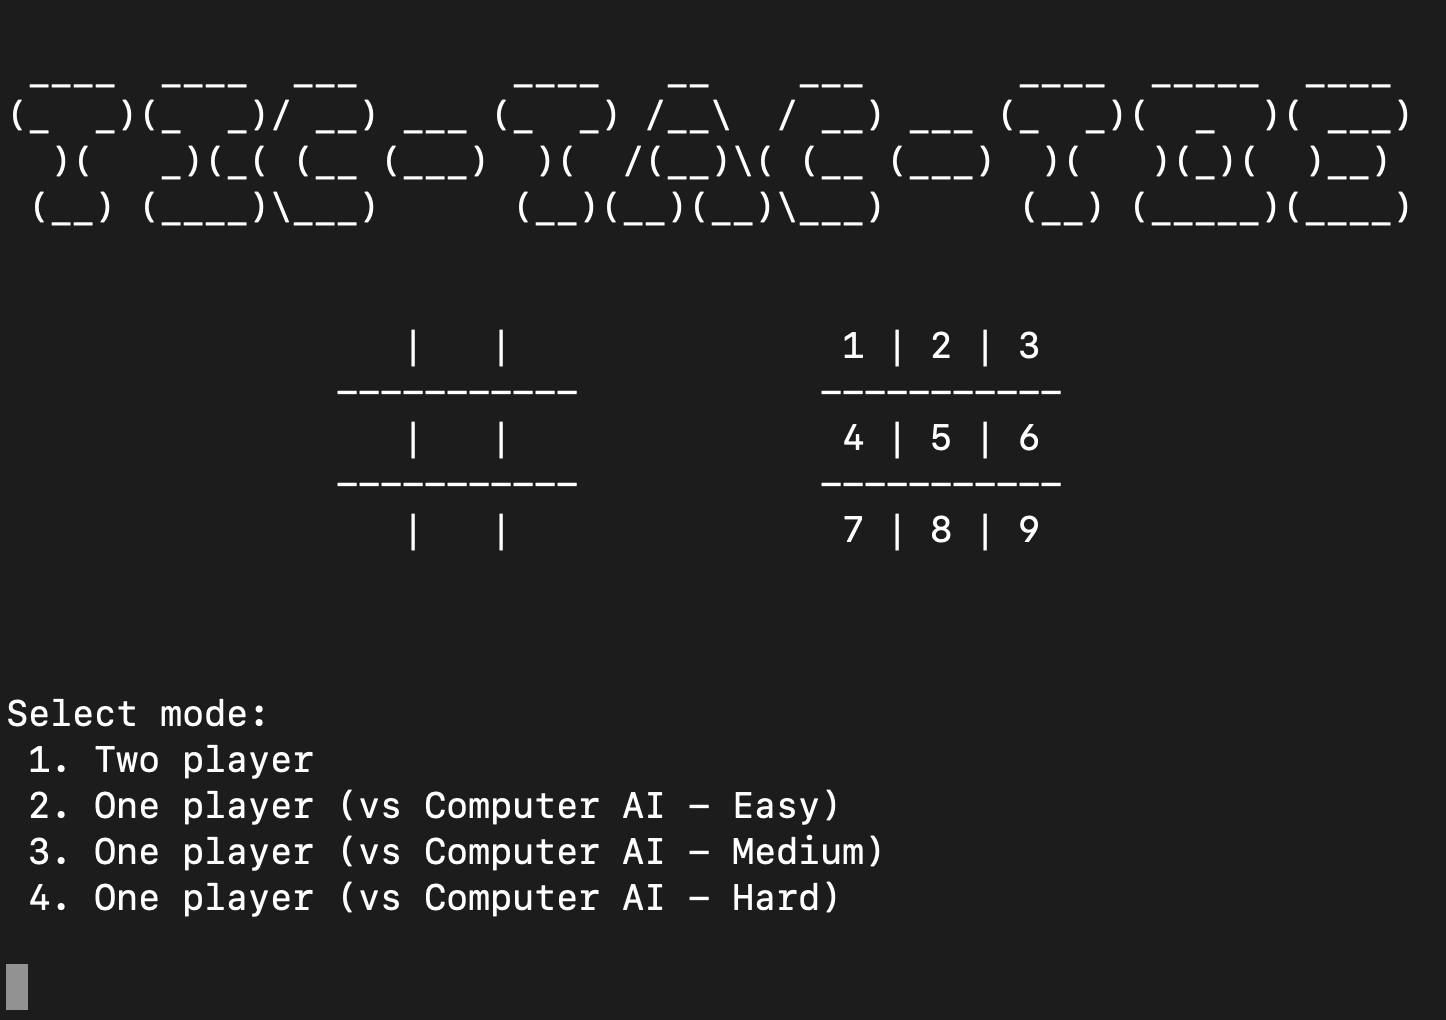 ____  ____  ___       ____  __    ___       ____  _____  ____
(_  _)(_  _)/ __) ___ (_  _) /__\  / __) ___ (_  _)(  _  )( ___)
  )(   _)(_( (__ (___)  )(  /(__)\( (__ (___)  )(   )(_)(  )__)
 (__) (____)\___)      (__)(__)(__)\___)      (__) (_____)(____)
   |   |               1 | 2 | 3
-----------           -----------
   |   |               4 | 5 | 6
-----------           -----------
   |   |               7 | 8 | 9
Select mode:
 1. Two player
 2. One player (vs Computer AI – Easy)
 3. One player (vs Computer AI – Medium)
 4. One player (vs Computer AI – Hard)